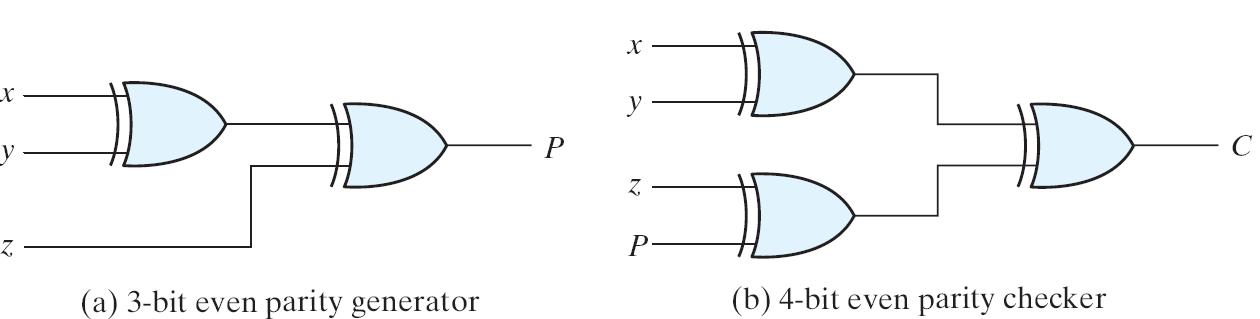 x
y
z
P
(a) 3-bit even parity generator
x
y
z
P
C
(b) 4-bit even parity checker